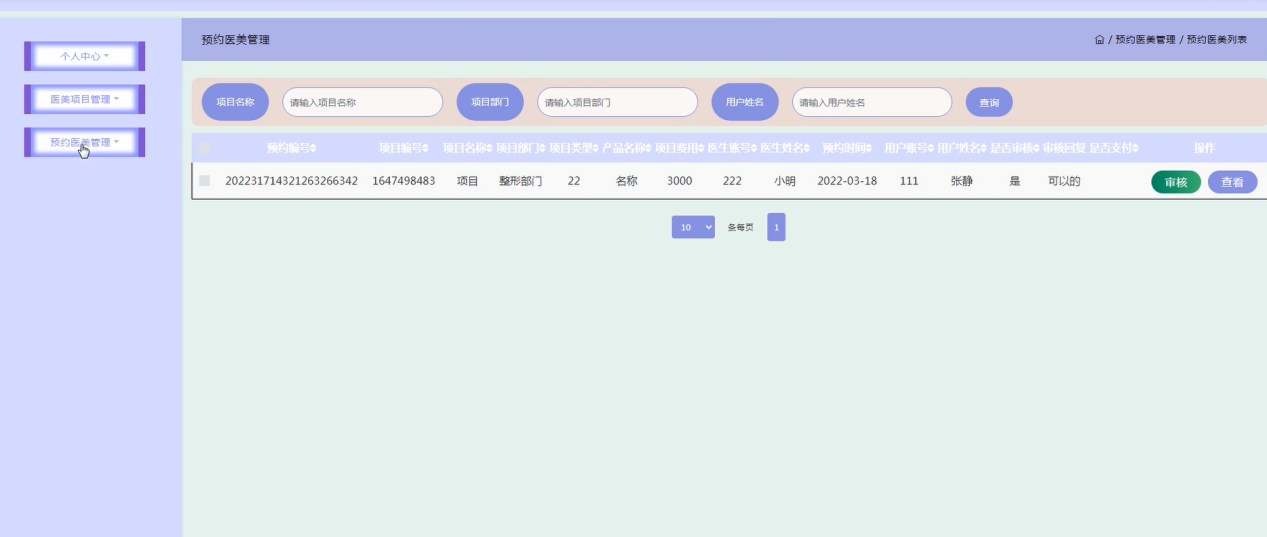 预约医美管理
/ 预约医美管理 / 预约医美列表
个人中心
医美项目管理
预约医美管理
项目名称 请输入项目名称 项目部门 请输入项目部门 用户姓名 请输入用户姓名 查询
预约编号 项目编号 项目名称 项目部门 项目类型 产品名称 项目费用 医生账号 医生姓名 预约时间 用户账号 用户姓名 是否审核 审核回复 是否支付 操作
202231714321263266342 1647498483 项目 整形部门 22 名称 3000 222 小明 2022-03-18 111 张静 是 可以的 审核 查看
10 条每页 1